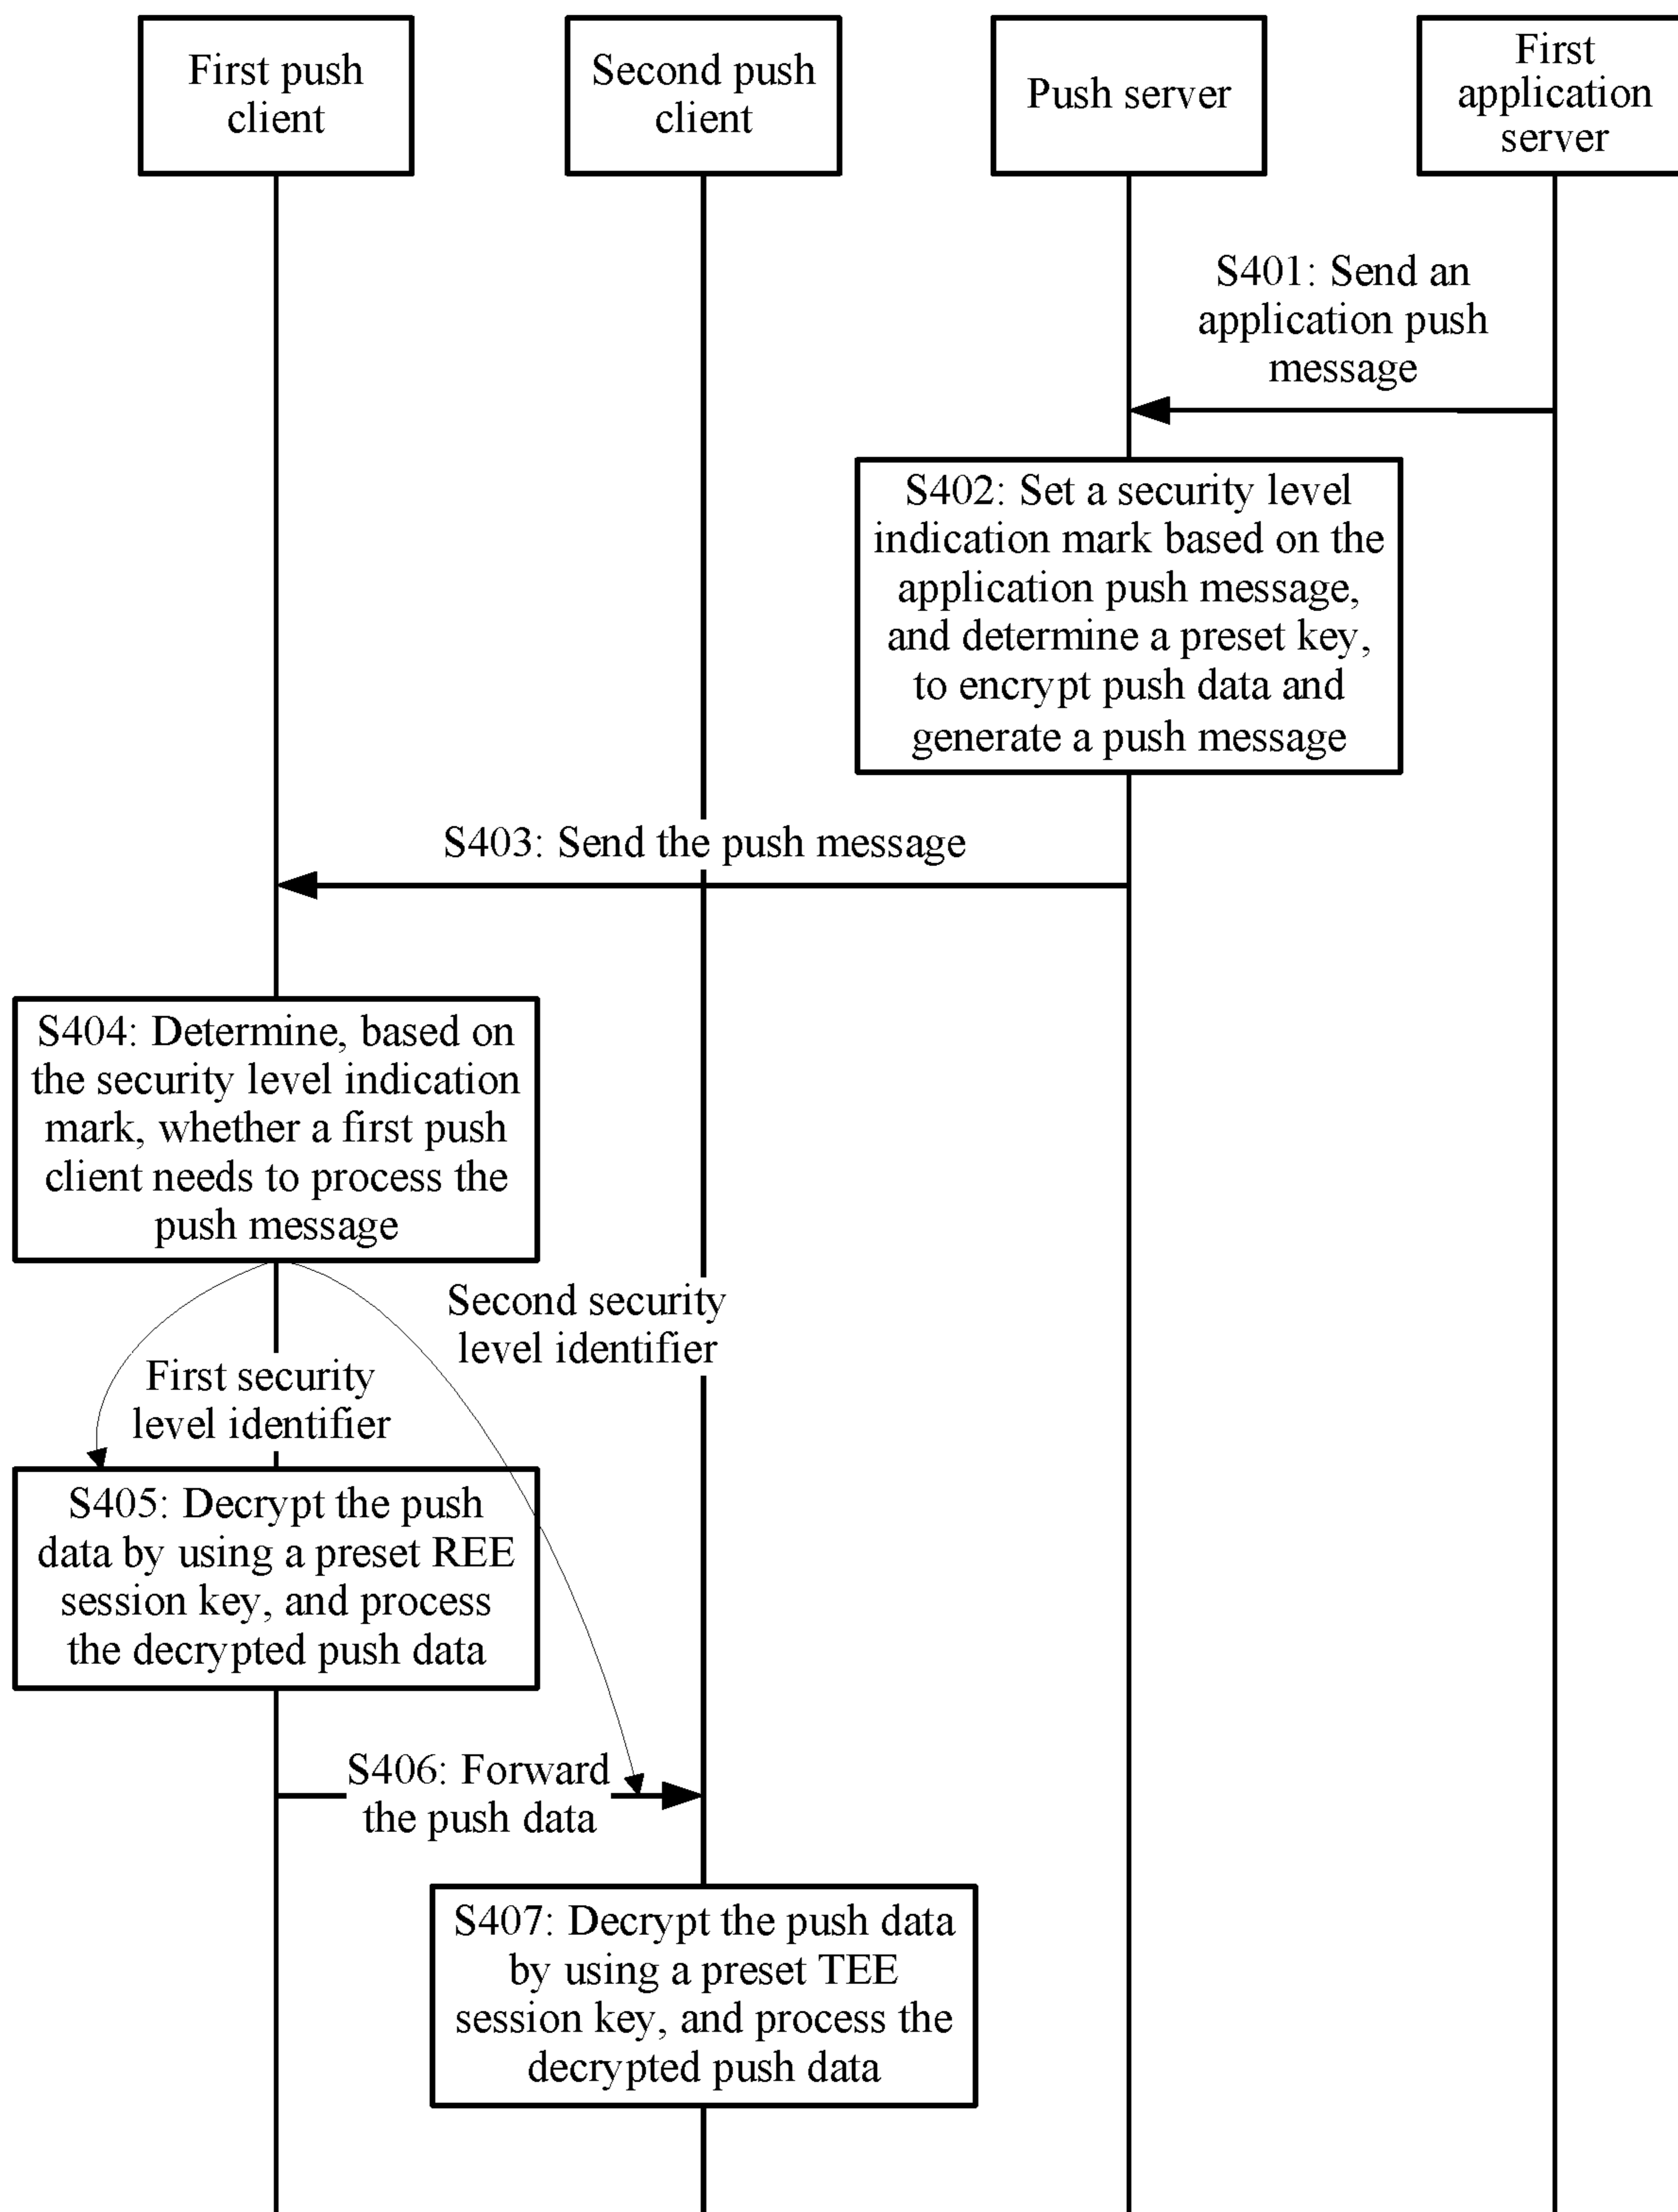 First push
client
Second push
client
Push server
First
application
server
S401: Send an
application push
message
S402: Set a security level
indication mark based on the
application push message,
and determine a preset key,
to encrypt push data and
generate a push message
S403: Send the push message
S404: Determine, based on
the security level indication
mark, whether a first push
client needs to process the
push message
Second security
level identifier
First security
level identifier
S405: Decrypt the push
data by using a preset REE
session key, and process
the decrypted push data
S406: Forward
the push data
S407: Decrypt the push data
by using a preset TEE
session key, and process the
decrypted push data